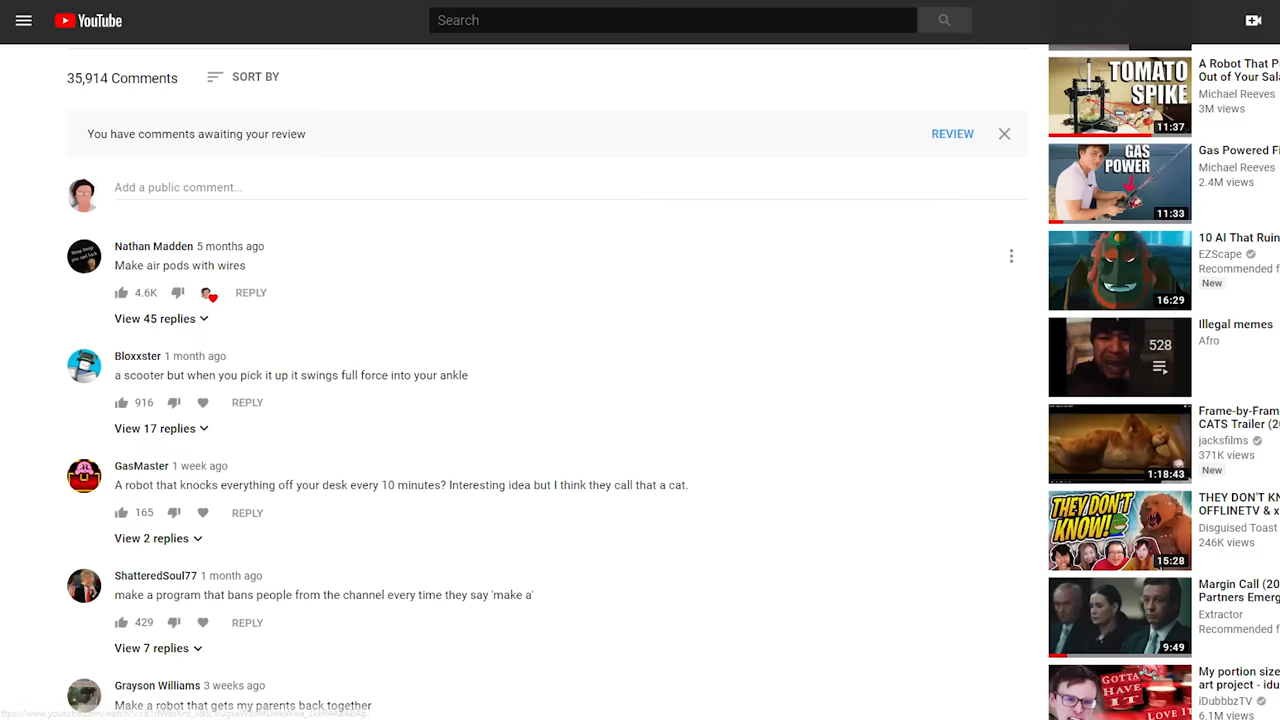 YouTube
Search
35,914 Comments
SORT BY
You have comments awaiting your review
REVIEW
Add a public comment...
Nathan Madden 5 months ago
Make air pods with wires
4.6K
REPLY
View 45 replies
Bloxxster 1 month ago
a scooter but when you pick it up it swings full force into your ankle
916
REPLY
View 17 replies
GasMaster 1 week ago
A robot that knocks everything off your desk every 10 minutes? Interesting idea but I think they call that a cat.
165
REPLY
View 2 replies
ShatteredSoul77 1 month ago
make a program that bans people from the channel every time they say 'make a'
429
REPLY
View 7 replies
Grayson Williams 3 weeks ago
Make a robot that gets my parents back together
TOMATO
SPIKE
11:37
A Robot That P
Out of Your Sala
Michael Reeves
3M views
GAS
POWER
11:33
Gas Powered Fi
Michael Reeves
2.4M views
16:29
10 AI That Ruin
EZScape
Recommended f
New
528
Illegal memes
Afro
1:18:43
Frame-by-Fram
CATS Trailer (20
jacksfilms
371K views
New
THEY DON'T
KNOW!
15:28
THEY DON'T KN
OFFLINETV & x
Disguised Toast
246K views
9:49
Margin Call (20
Partners Emerg
Extractor
Recommended f
GOTTA
HAVE
IT
LOVE IT
My portion size
art project - idu
iDubbbzTV
6.1M views